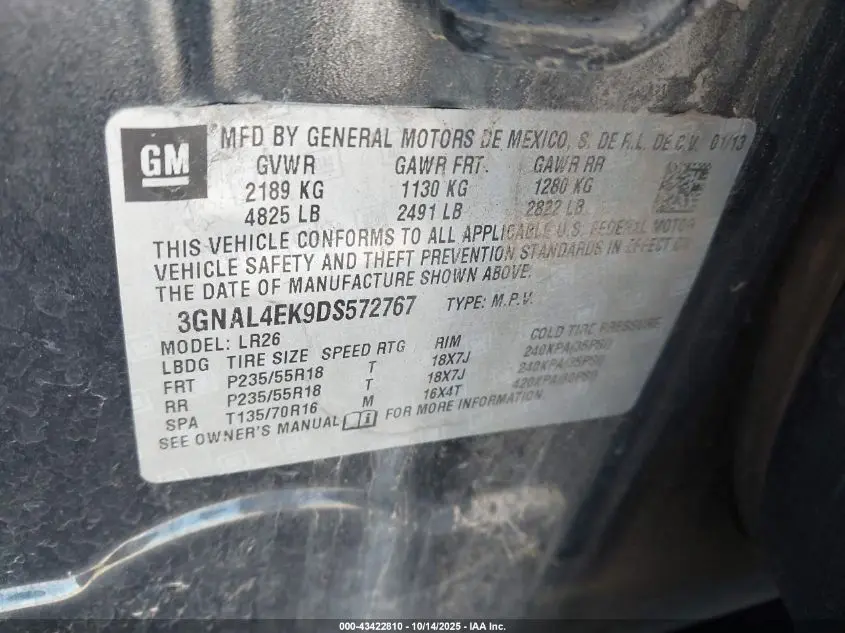 GM
MFD BY GENERAL MOTORS DE MEXICO, S. DE R.L. DE C.V. 01/13
GVWR GAWR FRT. GAWR RR
2189 KG 1130 KG 1280 KG
4825 LB 2491 LB 2822 LB
THIS VEHICLE CONFORMS TO ALL APPLICABLE U.S. FEDERAL MOTOR
VEHICLE SAFETY AND THEFT PREVENTION STANDARDS IN EFFECT ON
THE DATE OF MANUFACTURE SHOWN ABOVE.
3GNAL4EK9DS572767 TYPE: M.P.V.
MODEL: LR26
LBDG TIRE SIZE SPEED RTG RIM COLD TIRE PRESSURE
FRT P235/55R18 T 18X7J 240KPA(35PSI)
RR P235/55R18 T 18X7J 240KPA(35PSI)
SPA T135/70R16 M 16X4T 420KPA(60PSI)
SEE OWNER'S MANUAL FOR MORE INFORMATION.
000-43422810 - 10/14/2025 - IAA Inc.